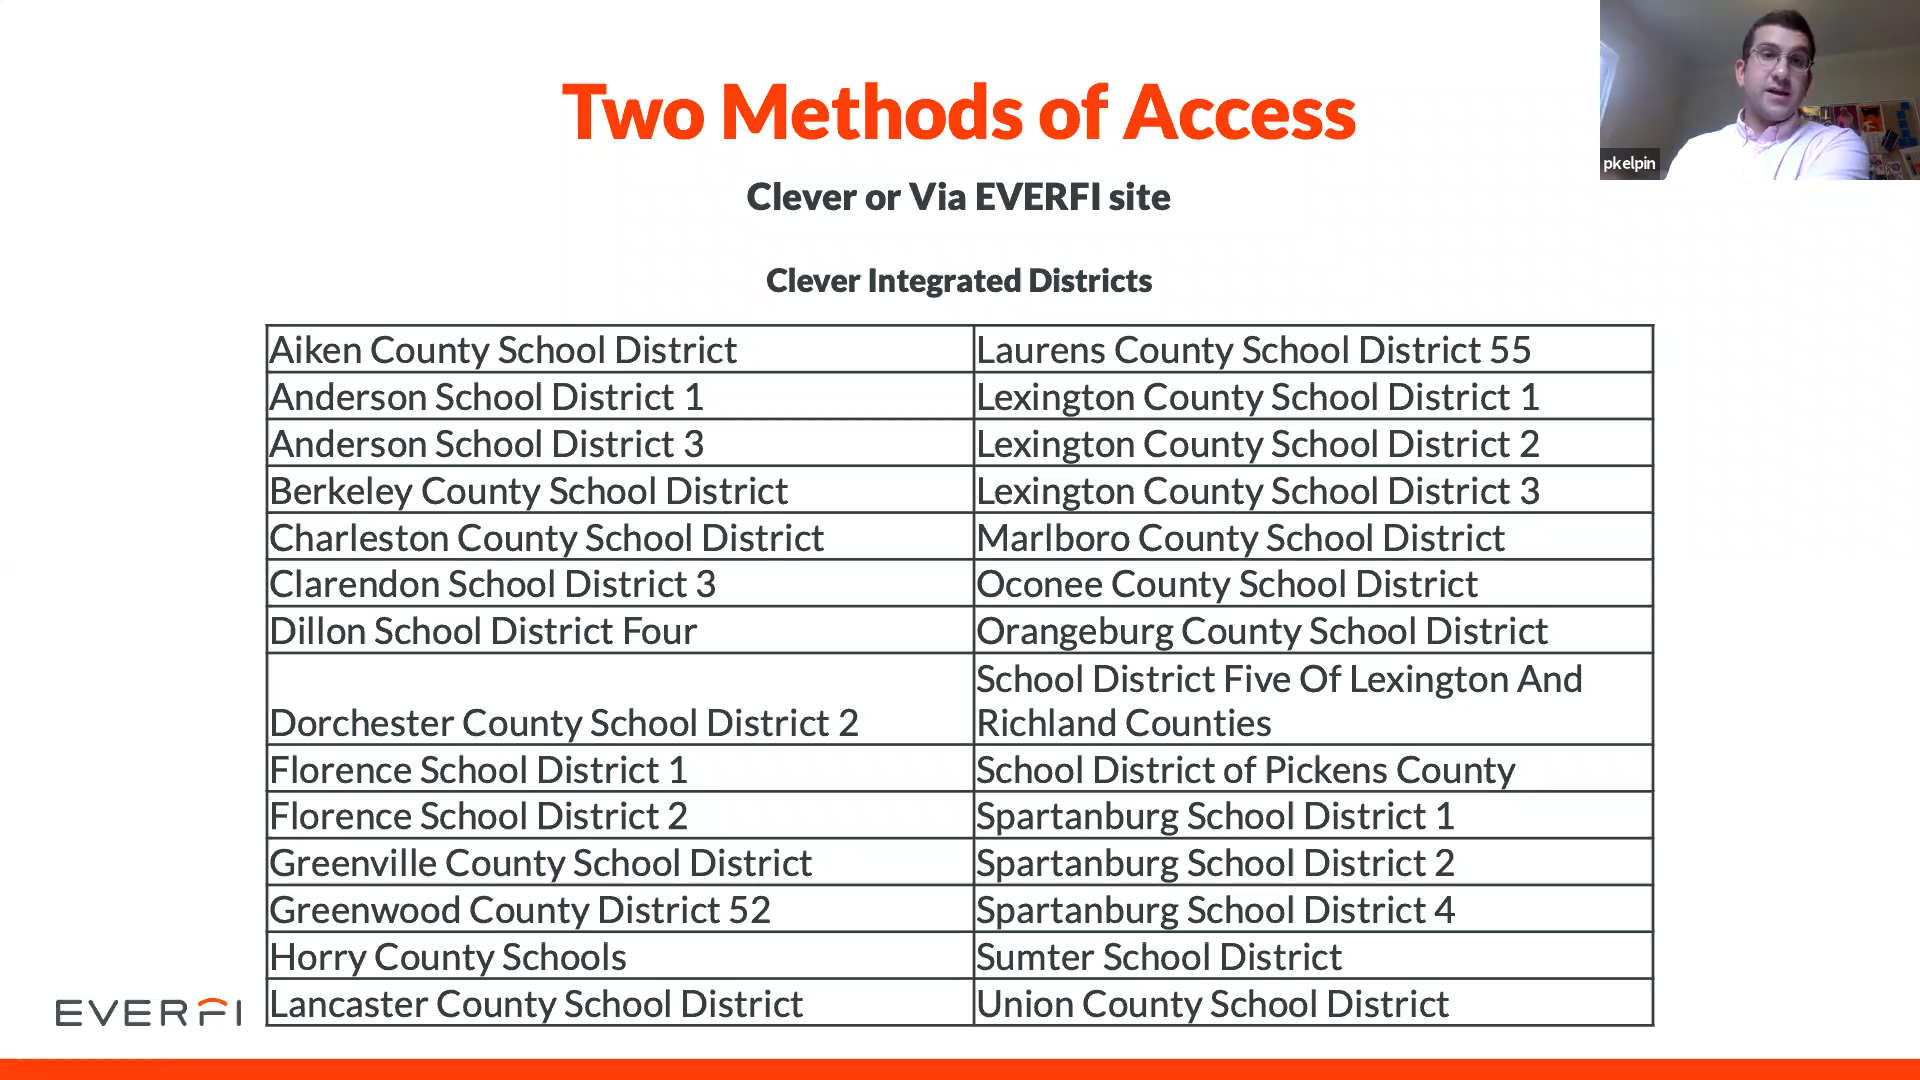 Two Methods of Access
pkelpin
Clever or Via EVERFI site
Clever Integrated Districts
Aiken County School District
Laurens County School District 55
Anderson School District 1
Lexington County School District 1
Anderson School District 3
Lexington County School District 2
Berkeley County School District
Lexington County School District 3
Charleston County School District
Marlboro County School District
Clarendon School District 3
Oconee County School District
Dillon School District Four
Orangeburg County School District
Dorchester County School District 2
School District Five Of Lexington And
Richland Counties
Florence School District 1
School District of Pickens County
Florence School District 2
Spartanburg School District 1
Greenville County School District
Spartanburg School District 2
Greenwood County District 52
Spartanburg School District 4
Horry County Schools
Sumter School District
Lancaster County School District
Union County School District
EVERFI